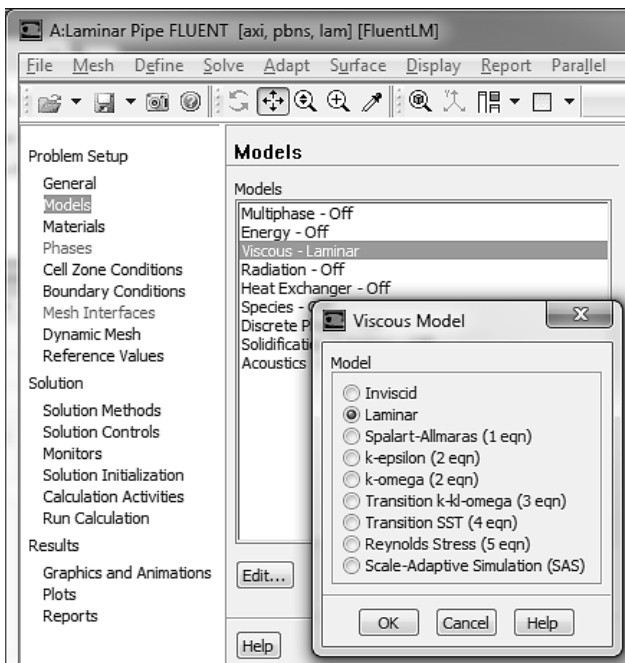 A:Laminar Pipe FLUENT [axi, pbns, lam] [FluentLM]
File Mesh Define Solve Adapt Surface Display Report Parallel
Problem Setup
General
Models
Materials
Phases
Cell Zone Conditions
Boundary Conditions
Mesh Interfaces
Dynamic Mesh
Reference Values
Solution
Solution Methods
Solution Controls
Monitors
Solution Initialization
Calculation Activities
Run Calculation
Results
Graphics and Animations
Plots
Reports
Models
Models
Multiphase - Off
Energy - Off
Viscous - Laminar
Radiation - Off
Heat Exchanger - Off
Species -
Discrete P
Solidificati
Acoustics
Edit...
Help
Viscous Model
Model
Inviscid
Laminar
Spalart-Allmaras (1 eqn)
k-epsilon (2 eqn)
k-omega (2 eqn)
Transition k-kl-omega (3 eqn)
Transition SST (4 eqn)
Reynolds Stress (5 eqn)
Scale-Adaptive Simulation (SAS)
OK Cancel Help